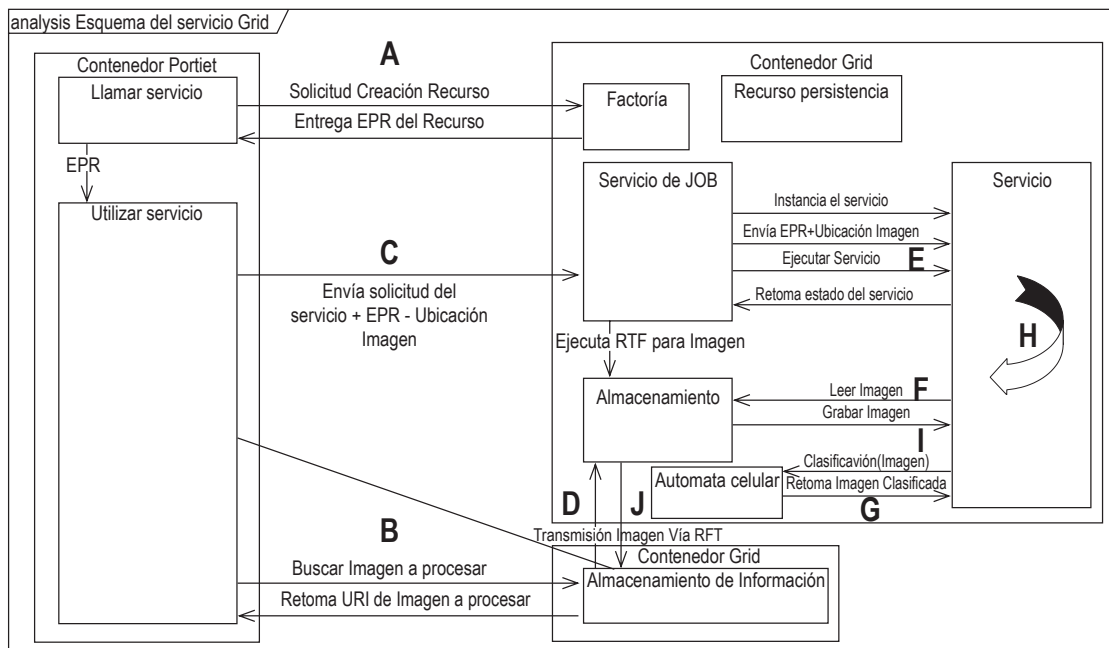 analysis Esquema del servicio Grid
A
Contenedor Portiet
Llamar servicio
Solicitud Creación Recurso
Entrega EPR del Recurso
Contenedor Grid
Factoría
Recurso persistencia
EPR
Utilizar servicio
Servicio de JOB
Servicio
Instancia el servicio
Envía EPR+Ubicación Imagen
C
E
Ejecutar Servicio
Envía solicitud del
servicio + EPR - Ubicación
Imagen
Retoma estado del servicio
H
Ejecuta RTF para Imagen
Almacenamiento
Leer Imagen
F
Grabar Imagen
I
Clasificavión(Imagen)
Automata celular
Retoma Imagen Clasificada
G
D
J
B
Transmisión Imagen Vía RFT
Contenedor Grid
Buscar Imagen a procesar
Almacenamiento de Información
Retoma URI de Imagen a procesar